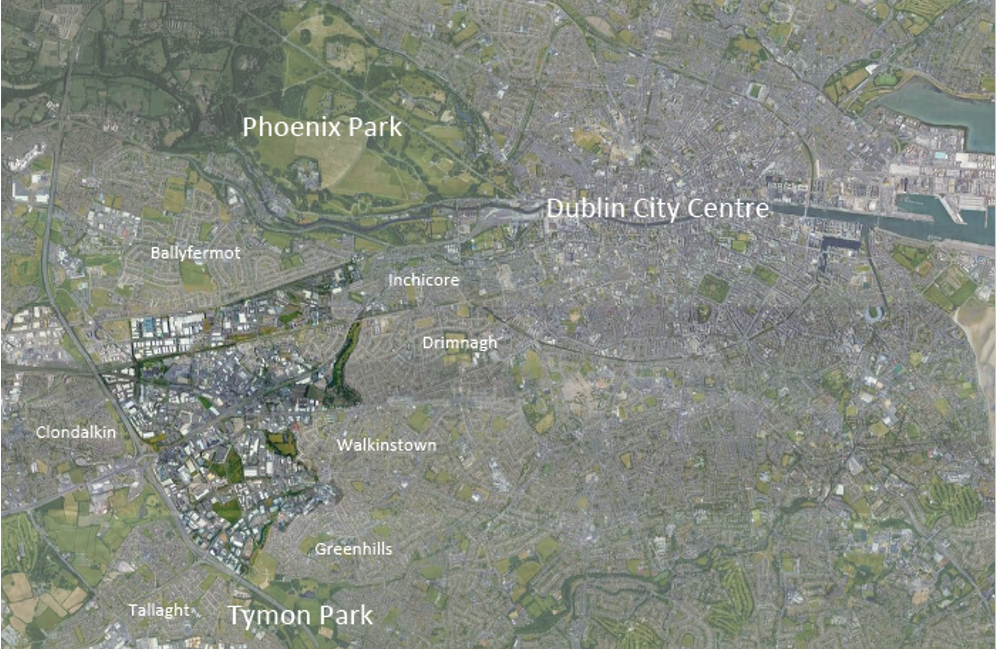 Phoenix Park
Dublin City Centre
Ballyfermot
Inchicore
Drimnagh
Clondalkin
Walkinstown
Greenhills
Tallaght
Tymon Park